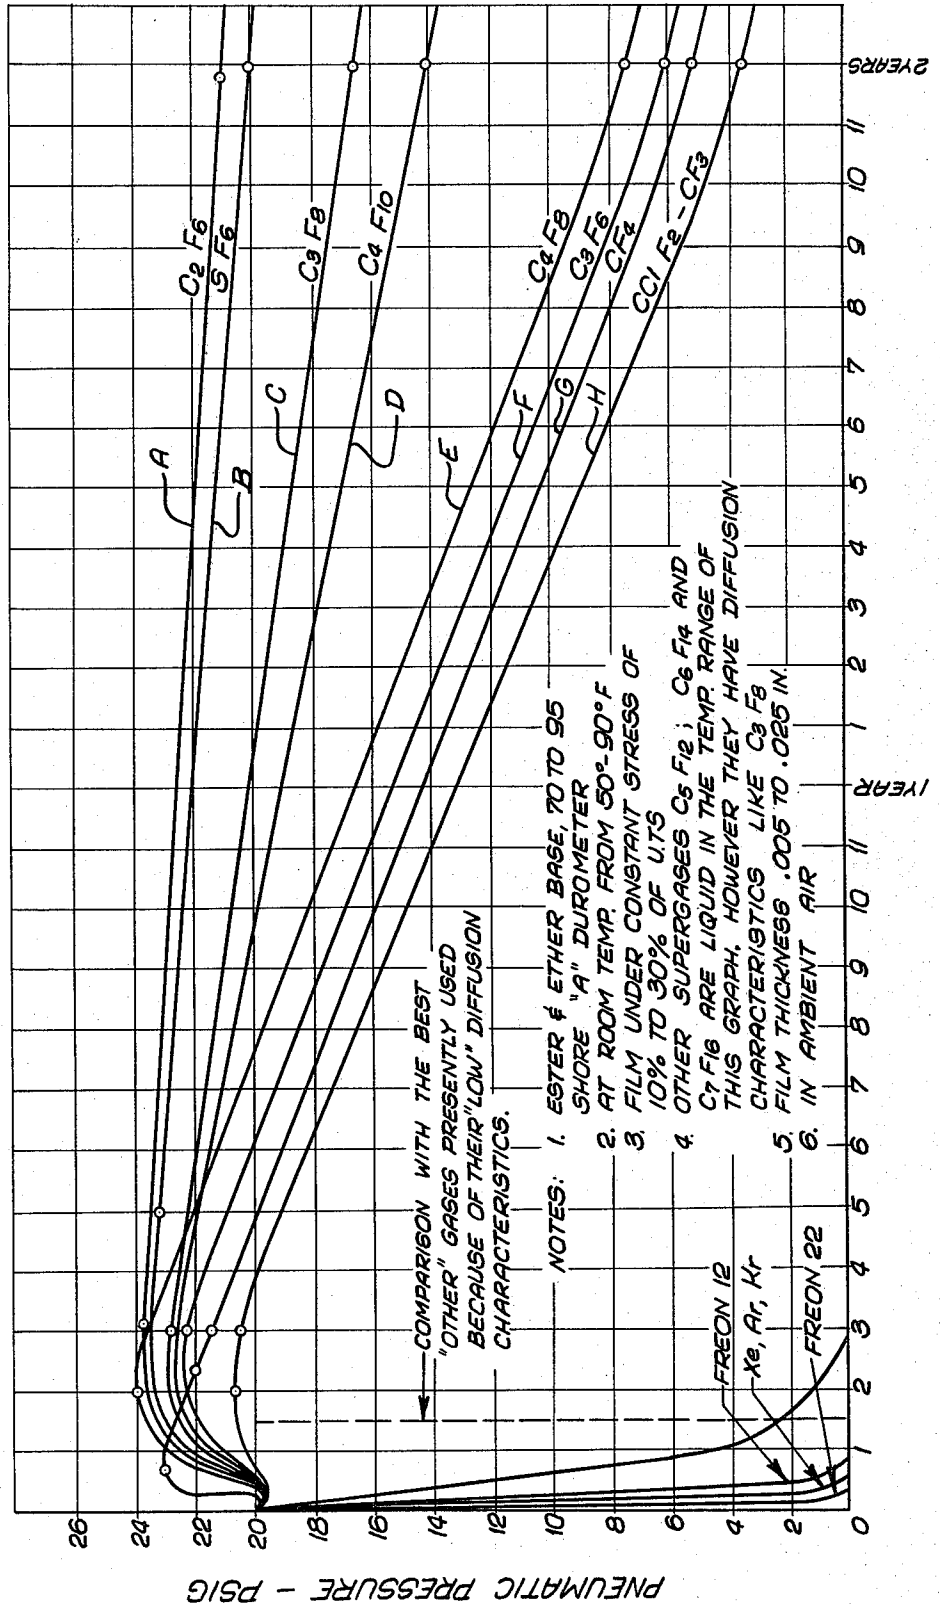 PNEUMATIC PRESSURE - PSIG
26
24
22
20
18
16
14
12
10
8
6
4
2
0
0
1
2
3
4
5
6
7
8
9
10
11
1 YEAR
1
2
3
4
5
6
7
8
9
10
11
2 YEARS
A
B
C
D
E
F
G
H
C2 F6
S F6
C3 F8
C4 F10
C4 F8
C3 F6
CF4
CCl F2-CF3
COMPARISON WITH THE BEST
"OTHER" GASES PRESENTLY USED
BECAUSE OF THEIR "LOW" DIFFUSION
CHARACTERISTICS.
NOTES:
1. ESTER & ETHER BASE, 70 TO 95
SHORE "A" DUROMETER
2. AT ROOM TEMP. FROM 50°-90°F
3. FILM UNDER CONSTANT STRESS OF
10% TO 30% OF UTS
4. OTHER SUPERGASES C5 F12; C6 F14 AND
C7 F16 ARE LIQUID IN THE TEMP. RANGE OF
THIS GRAPH. HOWEVER THEY HAVE DIFFUSION
CHARACTERISTICS LIKE C3 F8
5. FILM THICKNESS .005 TO .025 IN.
6. IN AMBIENT AIR
FREON 12
Xe, Ar, Kr
FREON 22